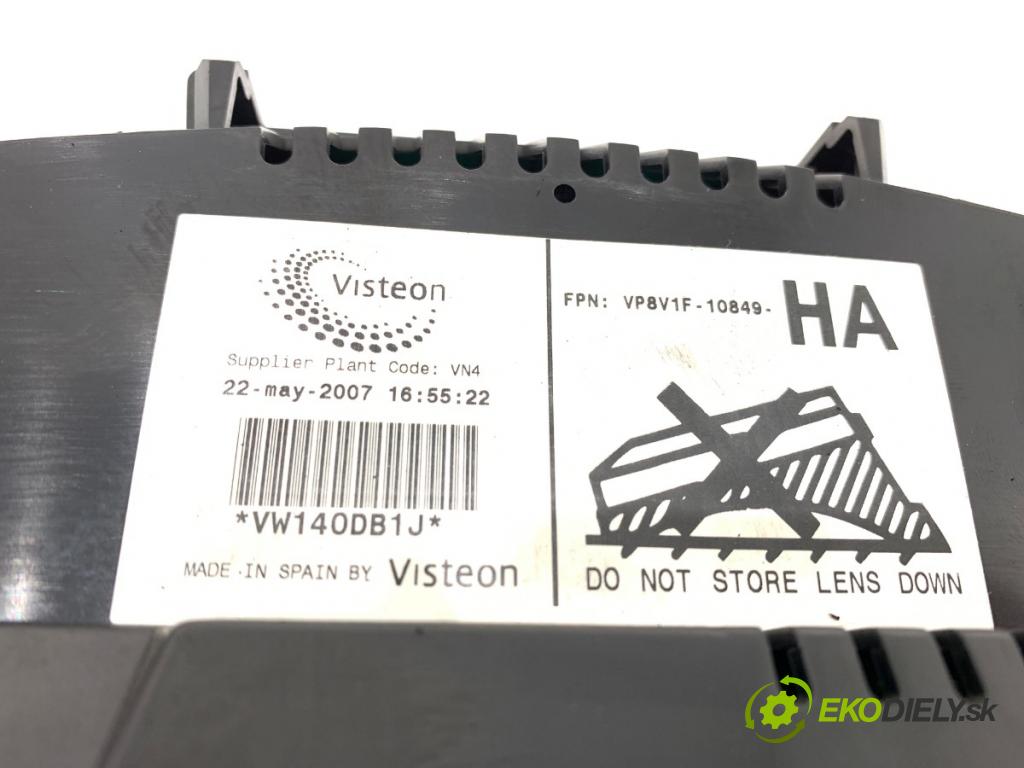 Visteon
Supplier Plant Code: VN4
22-may-2007 16:55:22
*VW140DB1J*
MADE IN SPAIN BY Visteon
FPN: VP8V1F-10849- HA
DO NOT STORE LENS DOWN
EKODIELY.sk